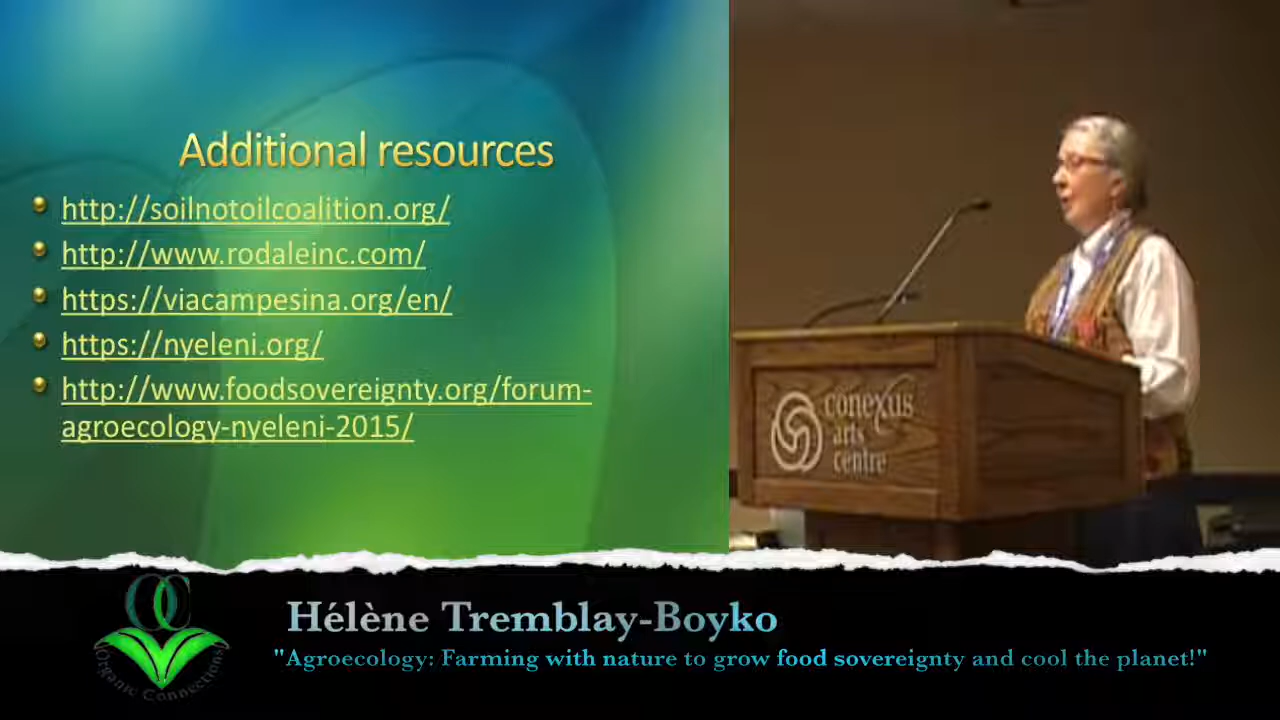 Additional resources
http://soilnotoilcoalition.org/
http://www.rodaleinc.com/
https://viacampesina.org/en/
https://nyeleni.org/
http://www.foodsovereignty.org/forum-
agroecology-nyeleni-2015/
conexus
arts
centre
OC
Organic Connections
Hélène Tremblay-Boyko
"Agroecology: Farming with nature to grow food sovereignty and cool the planet!"